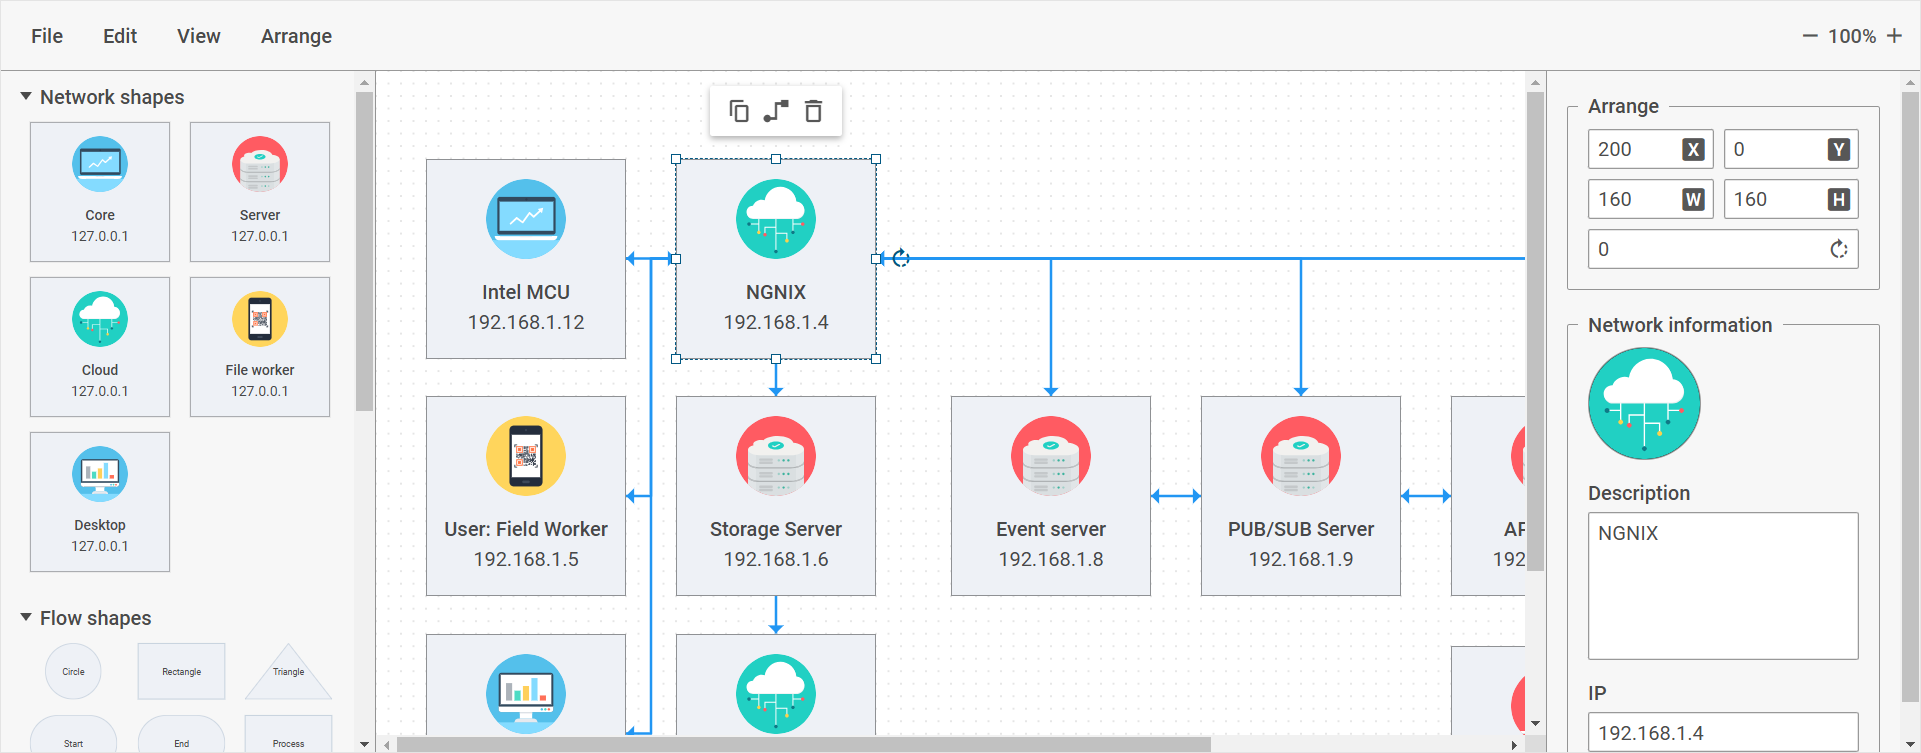 File Edit View Arrange
100%
Network shapes
Core
127.0.0.1
Server
127.0.0.1
Cloud
127.0.0.1
File worker
127.0.0.1
Desktop
127.0.0.1
Flow shapes
Circle
Rectangle
Triangle
Start
End
Process
Intel MCU
192.168.1.12
NGNIX
192.168.1.4
User: Field Worker
192.168.1.5
Storage Server
192.168.1.6
Event server
192.168.1.8
PUB/SUB Server
192.168.1.9
AP
192
Arrange
200 X
0 Y
160 W
160 H
0
Network information
Description
NGNIX
IP
192.168.1.4